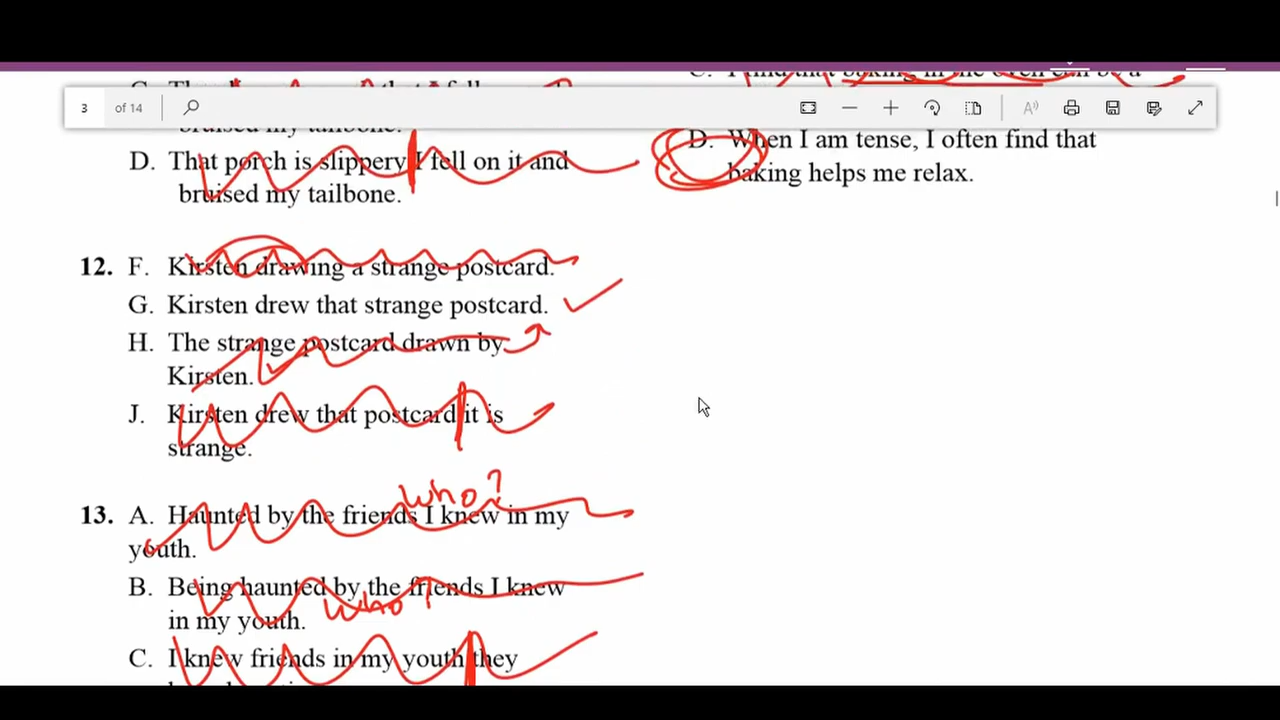 3 of 14
bruised my tailbone.
D. That porch is slippery I fell on it and
bruised my tailbone.
12. F. Kirsten drawing a strange postcard.
G. Kirsten drew that strange postcard.
H. The strange postcard drawn by
Kirsten.
J. Kirsten drew that postcard it is
strange.
who?
13. A. Haunted by the friends I knew in my
youth.
B. Being haunted by the friends I knew
who?
in my youth.
C. I knew friends in my youth they
D. When I am tense, I often find that
baking helps me relax.